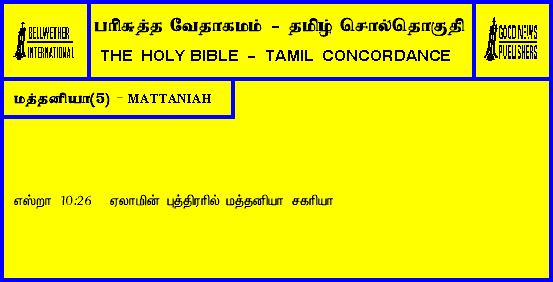 BELLWETHER
INTERNATIONAL
பரிசுத்த வேதாகமம் - தமிழ் சொல்தொகுதி
THE HOLY BIBLE - TAMIL CONCORDANCE
GOOD NEWS
PUBLISHERS
மத்தனியா(5) - MATTANIAH
எஸ்றா 10:26 ஏலாமின் புத்திரரில் மத்தனியா சகரியா